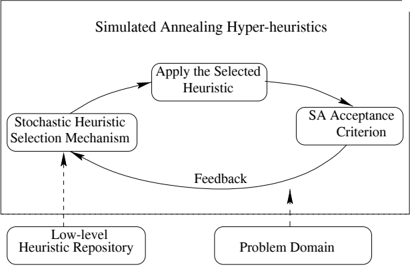 Simulated Annealing Hyper-heuristics
Apply the Selected
Heuristic
Stochastic Heuristic
Selection Mechanism
SA Acceptance
Criterion
Feedback
Low-level
Heuristic Repository
Problem Domain